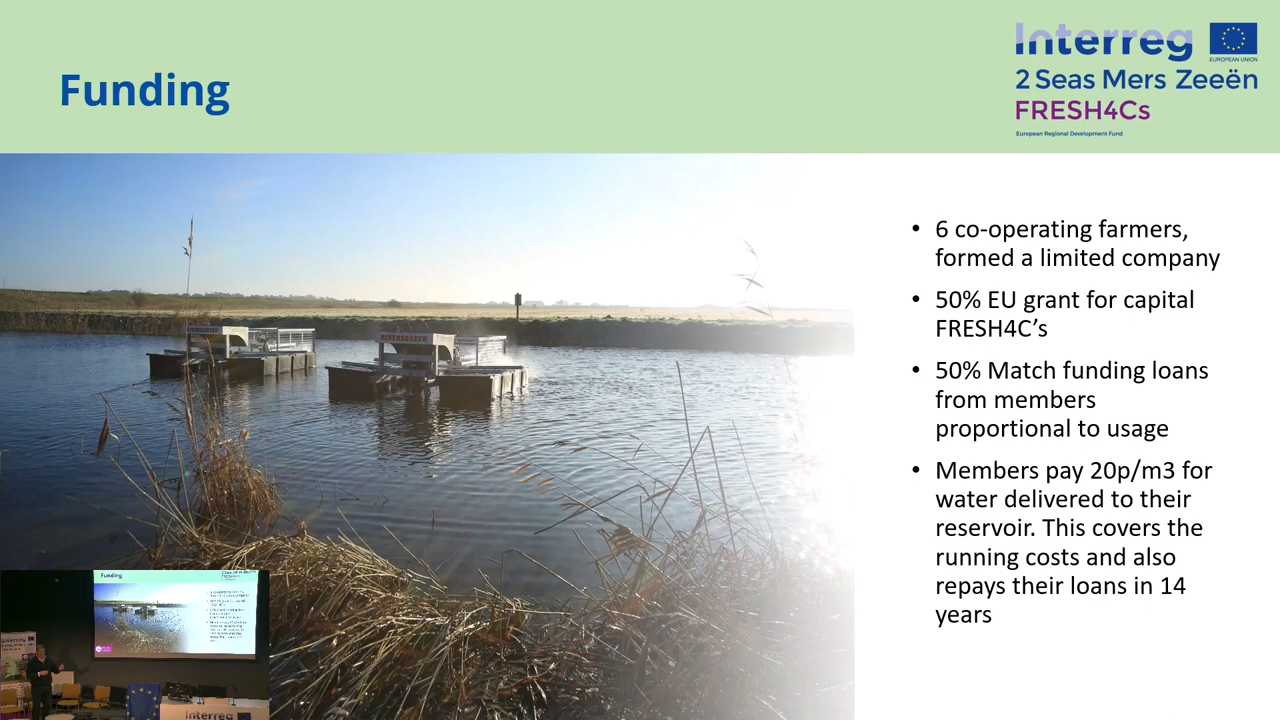 Funding
Interreg
EUROPEAN UNION
2 Seas Mers Zeeën
FRESH4Cs
European Regional Development Fund
• 6 co-operating farmers,
formed a limited company
• 50% EU grant for capital
FRESH4C’s
• 50% Match funding loans
from members
proportional to usage
• Members pay 20p/m3 for
water delivered to their
reservoir. This covers the
running costs and also
repays their loans in 14
years
Funding
Interreg